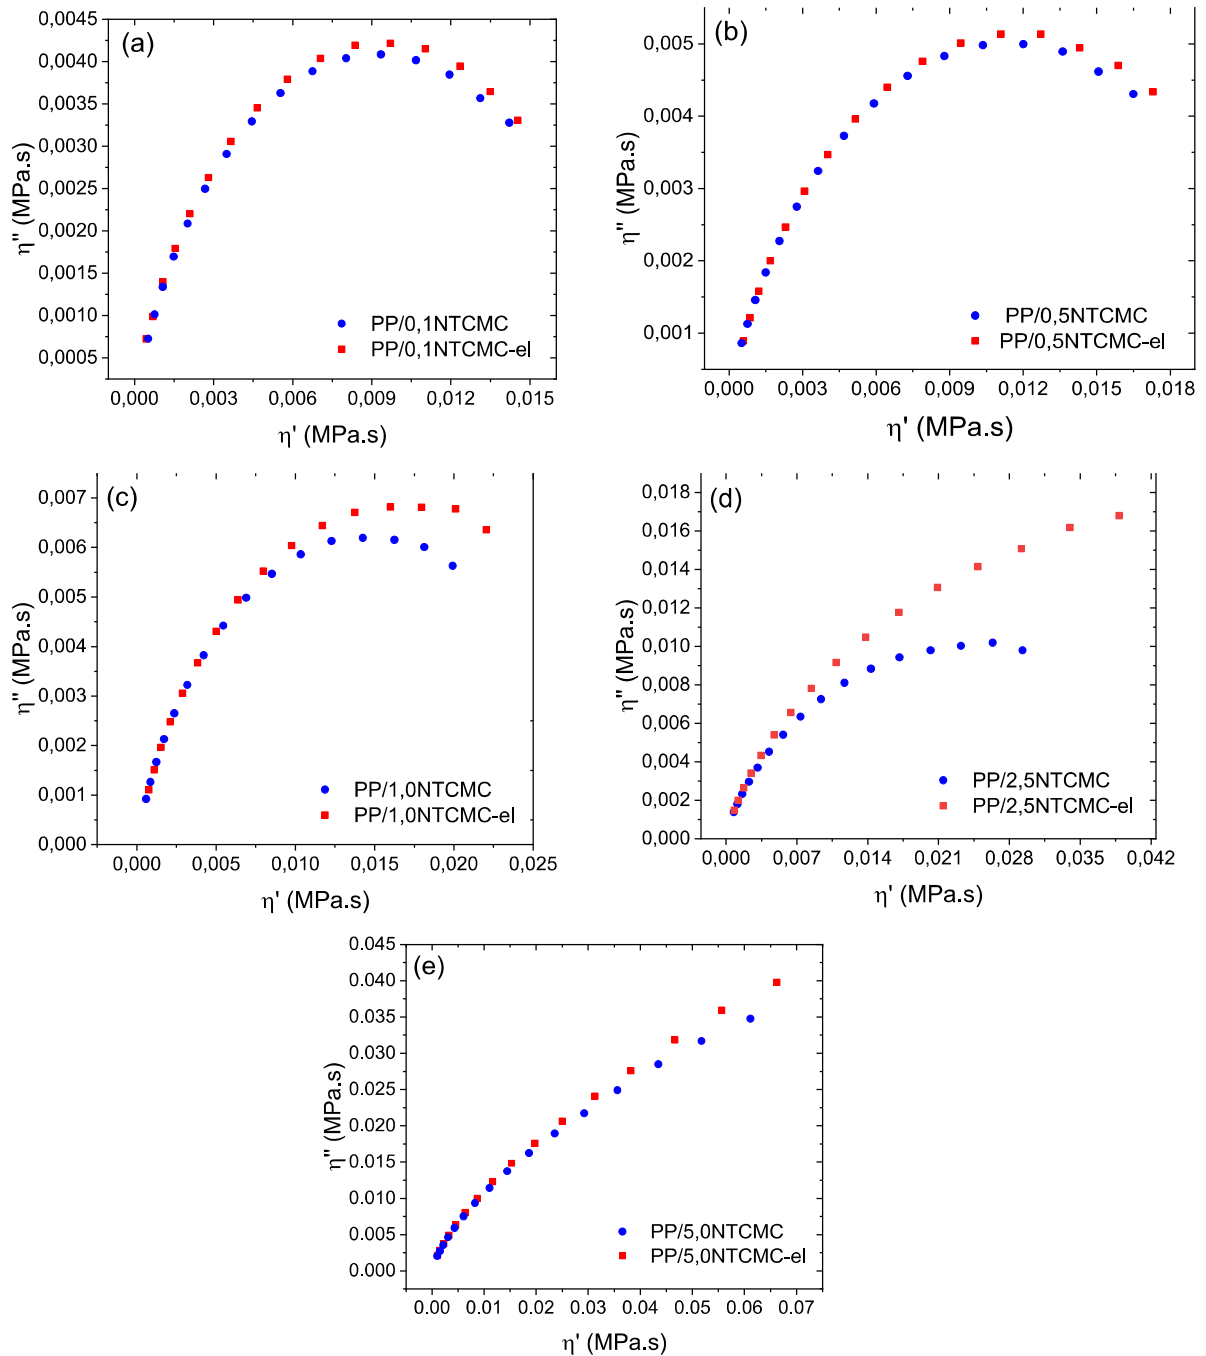 (a)
η'' (MPa.s)
0,0045
0,0040
0,0035
0,0030
0,0025
0,0020
0,0015
0,0010
0,0005
PP/0,1NTCMC
PP/0,1NTCMC-el
0,000 0,003 0,006 0,009 0,012 0,015
η' (MPa.s)
(b)
η'' (MPa.s)
0,005
0,004
0,003
0,002
0,001
PP/0,5NTCMC
PP/0,5NTCMC-el
0,000 0,003 0,006 0,009 0,012 0,015 0,018
η' (MPa.s)
(c)
η'' (MPa.s)
0,007
0,006
0,005
0,004
0,003
0,002
0,001
0,000
PP/1,0NTCMC
PP/1,0NTCMC-el
0,000 0,005 0,010 0,015 0,020 0,025
η' (MPa.s)
(d)
η'' (MPa.s)
0,018
0,016
0,014
0,012
0,010
0,008
0,006
0,004
0,002
0,000
PP/2,5NTCMC
PP/2,5NTCMC-el
0,000 0,007 0,014 0,021 0,028 0,035 0,042
η' (MPa.s)
(e)
η'' (MPa.s)
0.045
0.040
0.035
0.030
0.025
0.020
0.015
0.010
0.005
0.000
PP/5,0NTCMC
PP/5,0NTCMC-el
0.00 0.01 0.02 0.03 0.04 0.05 0.06 0.07
η' (MPa.s)